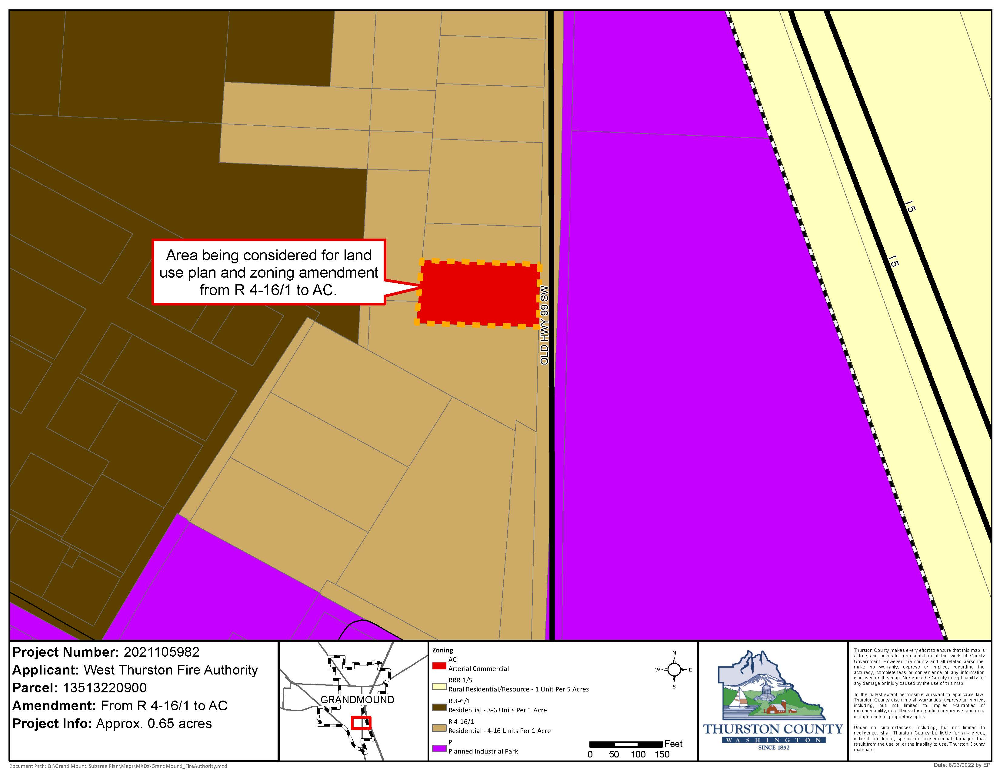 I 5
I 5
Area being considered for land
use plan and zoning amendment
from R 4-16/1 to AC.
OLD HWY 99 SW
Project Number: 2021105982
Applicant: West Thurston Fire Authority
Parcel: 13513220900
Amendment: From R 4-16/1 to AC
Project Info: Approx. 0.65 acres
GRANDMOUND
Zoning
AC
Arterial Commercial
RRR 1/5
Rural Residential/Resource - 1 Unit Per 5 Acres
R 3-6/1
Residential - 3-6 Units Per 1 Acre
R 4-16/1
Residential - 4-16 Units Per 1 Acre
PI
Planned Industrial Park
N
W
E
S
Feet
0 50 100 150
THURSTON COUNTY
WASHINGTON
SINCE 1852
Thurston County makes every effort to ensure that this map is
a true and accurate representation of the work of County
Government. However, the county and all related personnel
make no warranty, express or implied, regarding the
accuracy, completeness or convenience of any information
disclosed on this map. Nor does the County accept liability for
any damage or injury caused by the use of this map.
To the fullest extent permissible pursuant to applicable law,
Thurston County disclaims all warranties, express or implied,
including, but not limited to implied warranties of
merchantability, data fitness for a particular purpose, and non-
infringements of proprietary rights.
Under no circumstances, including, but not limited to
negligence, shall Thurston County be liable for any direct,
indirect, incidental, special or consequential damages that
result from the use of, or the inability to use, Thurston County
materials.
Document Path: Q:\Grand Mound Subarea Plan\Maps\MXDs\GrandMound_FireAuthority.mxd
Date: 8/23/2022 by EP